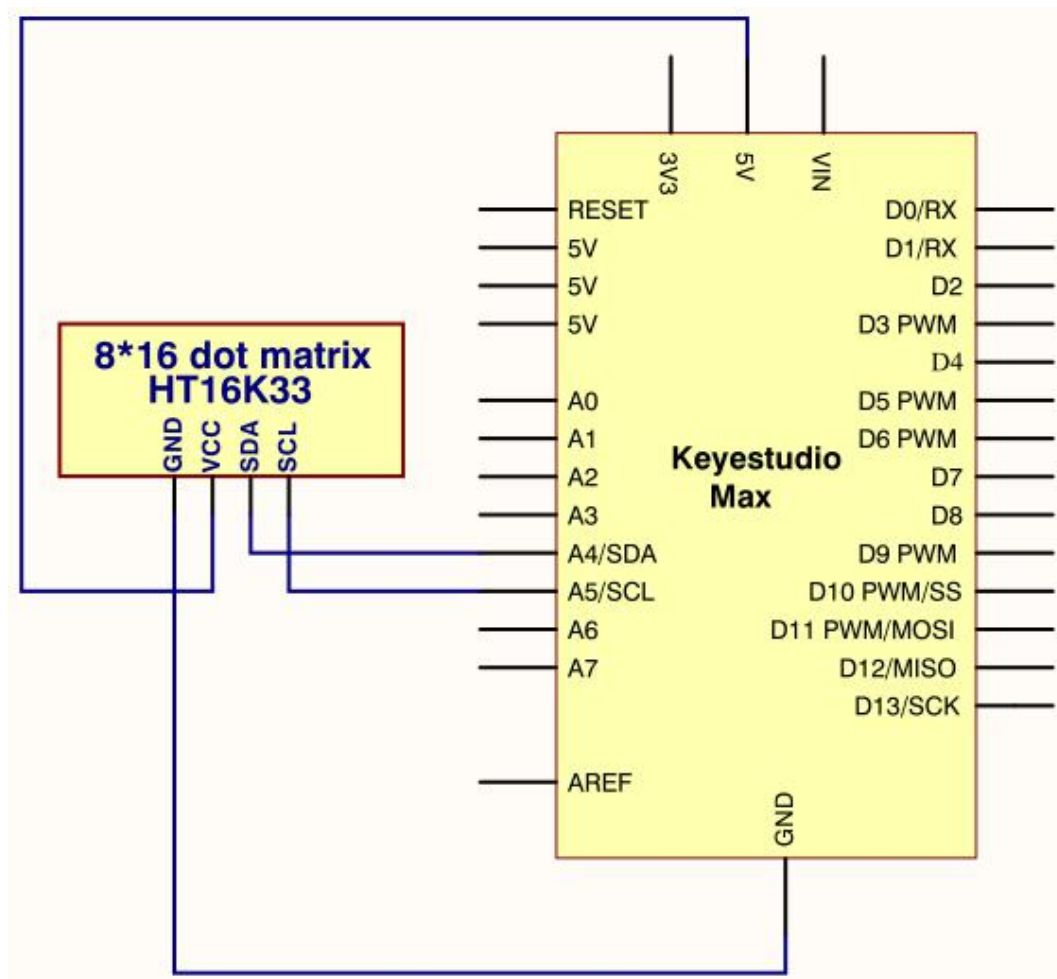 3V3
5V
VIN
RESET
5V
5V
5V
A0
A1
A2
A3
A4/SDA
A5/SCL
A6
A7
AREF
D0/RX
D1/RX
D2
D3 PWM
D4
D5 PWM
D6 PWM
D7
D8
D9 PWM
D10 PWM/SS
D11 PWM/MOSI
D12/MISO
D13/SCK
Keyestudio
Max
GND
8*16 dot matrix
HT16K33
GND
VCC
SDA
SCL